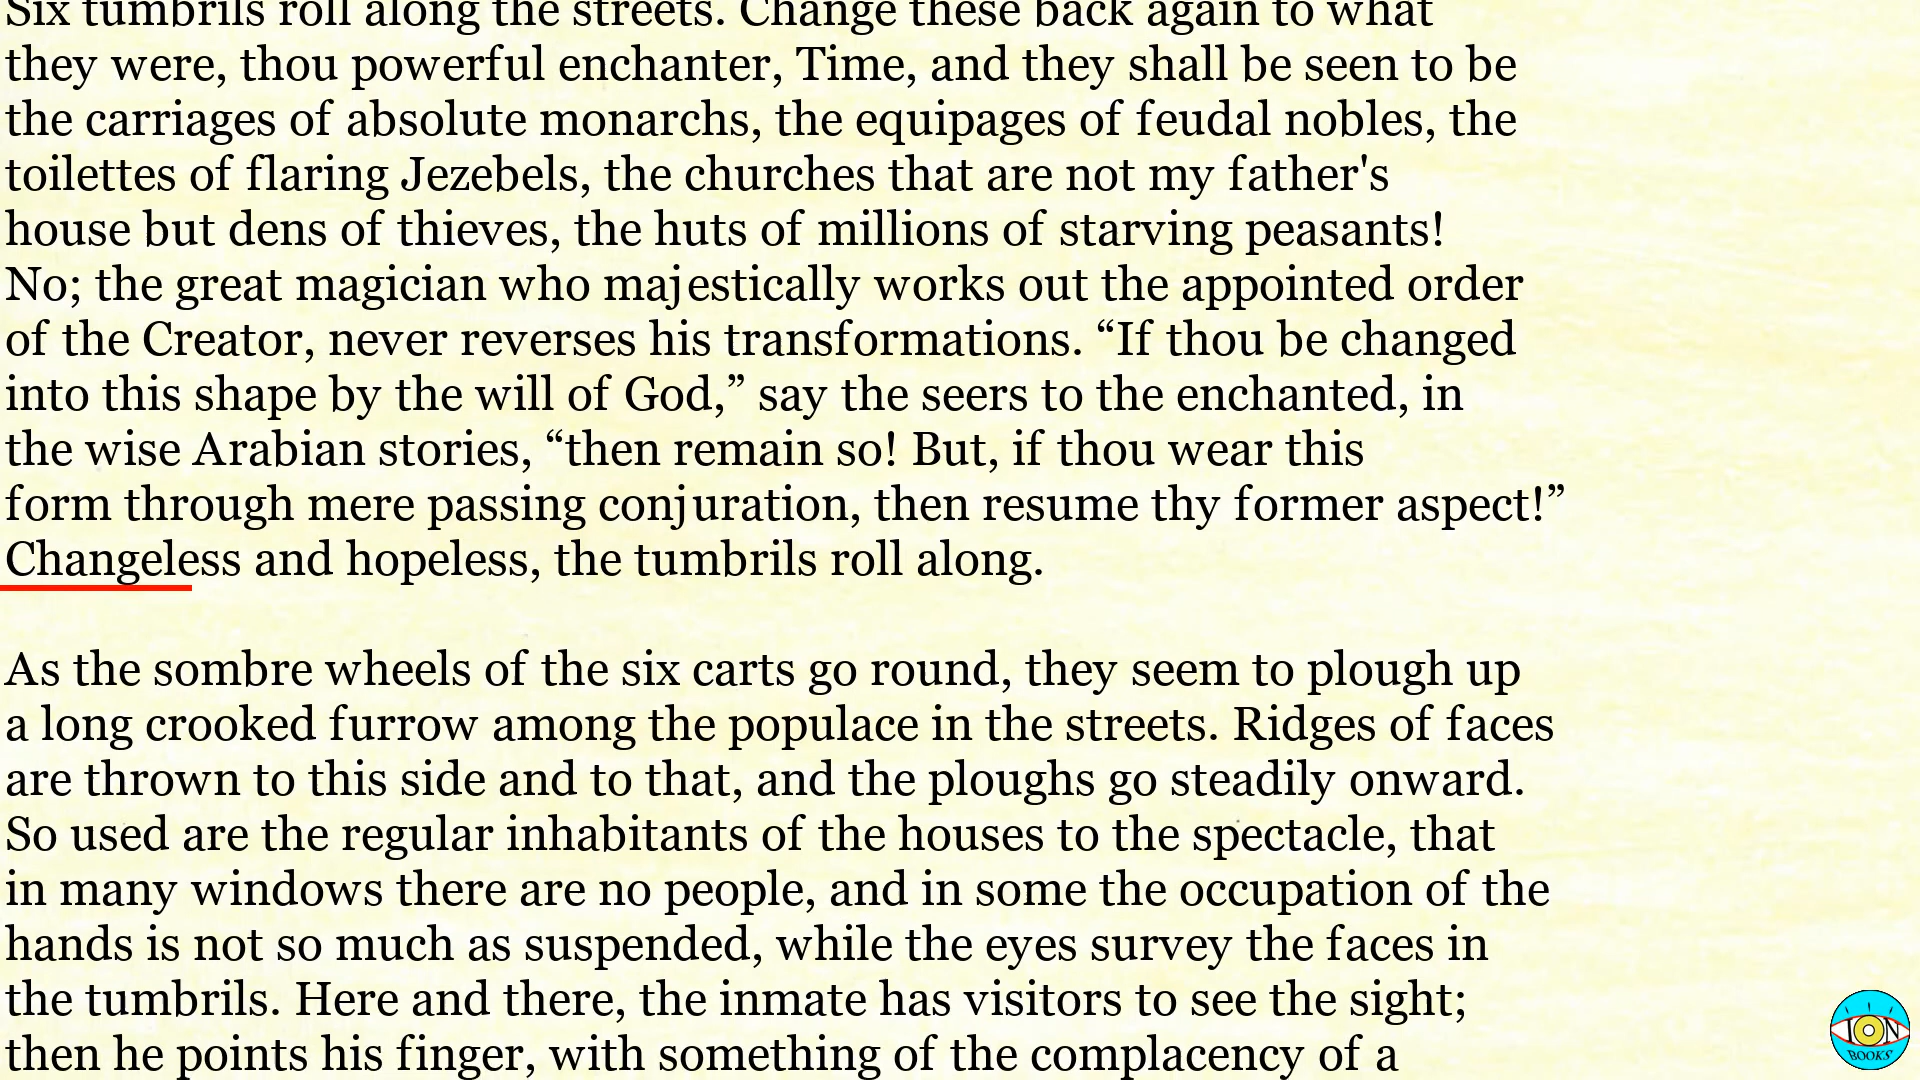 Six tumbrils roll along the streets. Change these back again to what
they were, thou powerful enchanter, Time, and they shall be seen to be
the carriages of absolute monarchs, the equipages of feudal nobles, the
toilettes of flaring Jezebels, the churches that are not my father's
house but dens of thieves, the huts of millions of starving peasants!
No; the great magician who majestically works out the appointed order
of the Creator, never reverses his transformations. “If thou be changed
into this shape by the will of God,” say the seers to the enchanted, in
the wise Arabian stories, “then remain so! But, if thou wear this
form through mere passing conjuration, then resume thy former aspect!”
Changeless and hopeless, the tumbrils roll along.
As the sombre wheels of the six carts go round, they seem to plough up
a long crooked furrow among the populace in the streets. Ridges of faces
are thrown to this side and to that, and the ploughs go steadily onward.
So used are the regular inhabitants of the houses to the spectacle, that
in many windows there are no people, and in some the occupation of the
hands is not so much as suspended, while the eyes survey the faces in
the tumbrils. Here and there, the inmate has visitors to see the sight;
then he points his finger, with something of the complacency of a
ION
BOOKS